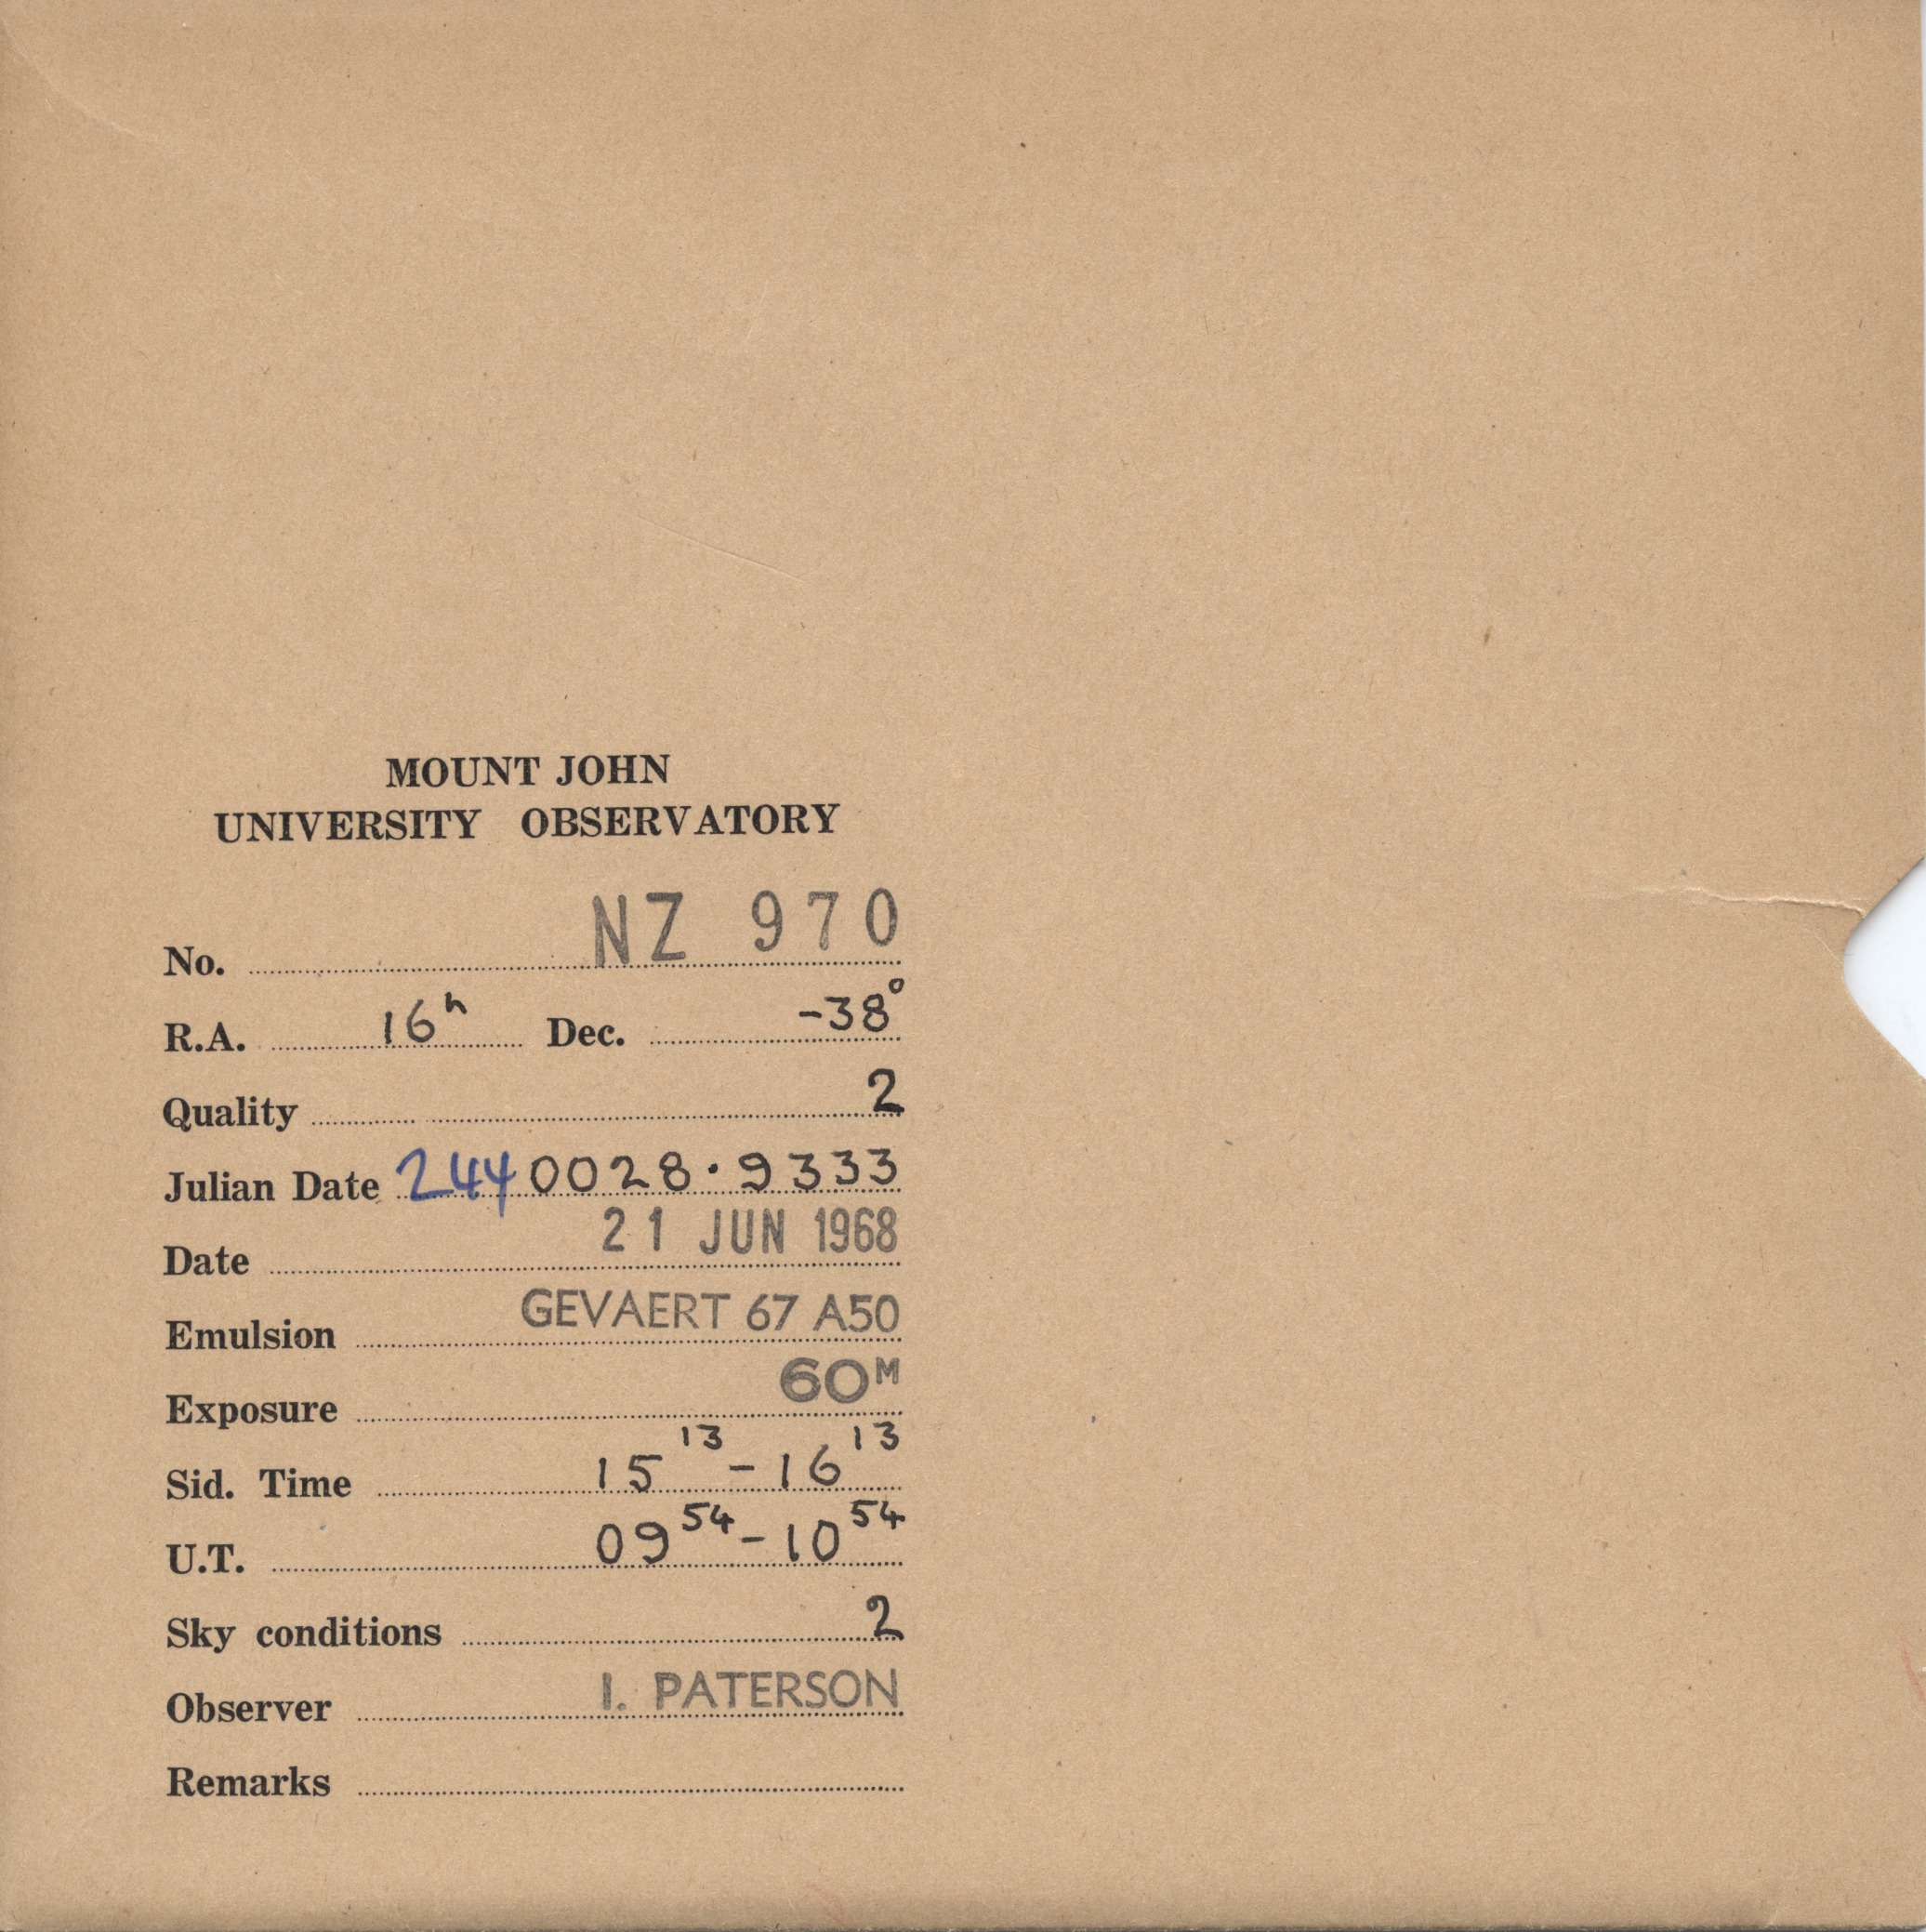 MOUNT JOHN
UNIVERSITY OBSERVATORY
No. NZ 970
R.A. 16h Dec. -38°
Quality 2
Julian Date 2440028.9333
Date 21 JUN 1968
Emulsion GEVAERT 67 A50
Exposure 60M
Sid. Time 15 13 - 16 13
U.T. 09 54 - 10 54
Sky conditions 2
Observer I. PATERSON
Remarks